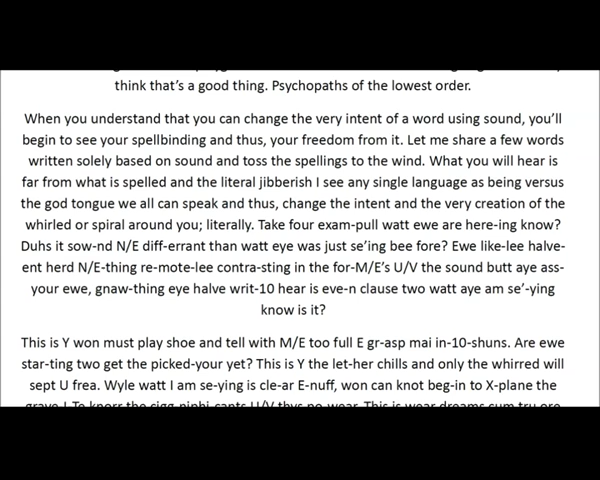 think that's a good thing. Psychopaths of the lowest order.
When you understand that you can change the very intent of a word using sound, you'll
begin to see your spellbinding and thus, your freedom from it. Let me share a few words
written solely based on sound and toss the spellings to the wind. What you will hear is
far from what is spelled and the literal jibberish I see any single language as being versus
the god tongue we all can speak and thus, change the intent and the very creation of the
whirled or spiral around you; literally. Take four exam-pull watt ewe are here-ing know?
Duhs it sow-nd N/E diff-errant than watt eye was just se'ing bee fore? Ewe like-lee halve-
ent herd N/E-thing re-mote-lee contra-sting in the for-M/E's U/V the sound butt aye ass-
your ewe, gnaw-thing eye halve writ-10 hear is eve-n clause two watt aye am se'-ying
know is it?
This is Y won must play shoe and tell with M/E too full E gr-asp mai in-10-shuns. Are ewe
star-ting two get the picked-your yet? This is Y the let-her chills and only the whirred will
sept U frea. Wyle watt I am se-ying is cle-ar E-nuff, won can knot beg-in to X-plane the